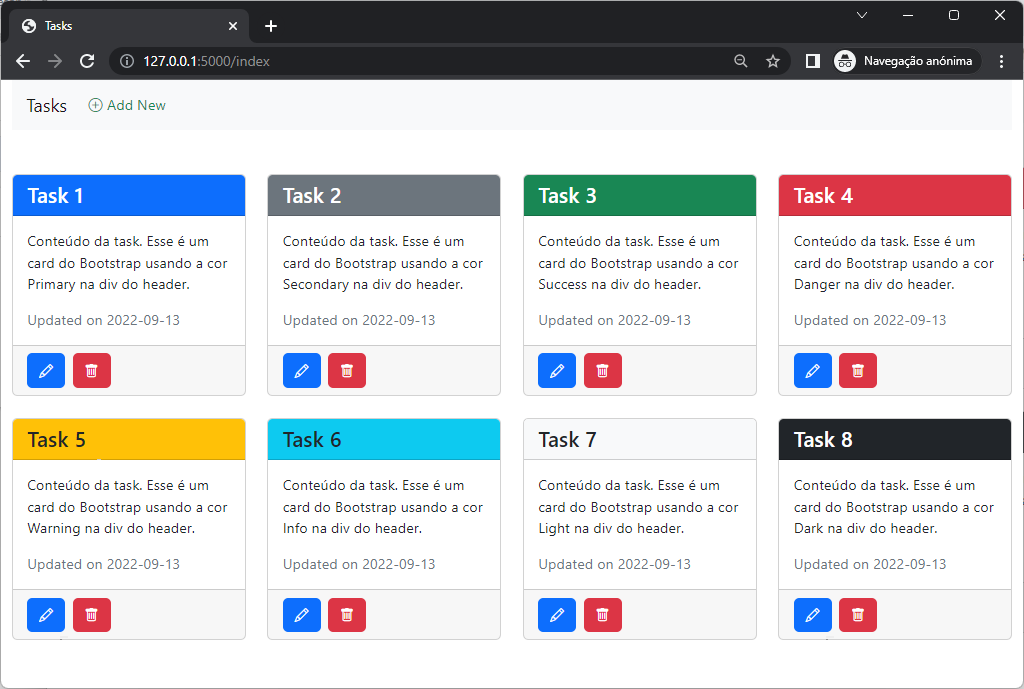 Tasks
127.0.0.1:5000/index
Navegação anónima
Tasks
Add New
Task 1
Conteúdo da task. Esse é um
card do Bootstrap usando a cor
Primary na div do header.
Updated on 2022-09-13
Task 2
Conteúdo da task. Esse é um
card do Bootstrap usando a cor
Secondary na div do header.
Updated on 2022-09-13
Task 3
Conteúdo da task. Esse é um
card do Bootstrap usando a cor
Success na div do header.
Updated on 2022-09-13
Task 4
Conteúdo da task. Esse é um
card do Bootstrap usando a cor
Danger na div do header.
Updated on 2022-09-13
Task 5
Conteúdo da task. Esse é um
card do Bootstrap usando a cor
Warning na div do header.
Updated on 2022-09-13
Task 6
Conteúdo da task. Esse é um
card do Bootstrap usando a cor
Info na div do header.
Updated on 2022-09-13
Task 7
Conteúdo da task. Esse é um
card do Bootstrap usando a cor
Light na div do header.
Updated on 2022-09-13
Task 8
Conteúdo da task. Esse é um
card do Bootstrap usando a cor
Dark na div do header.
Updated on 2022-09-13